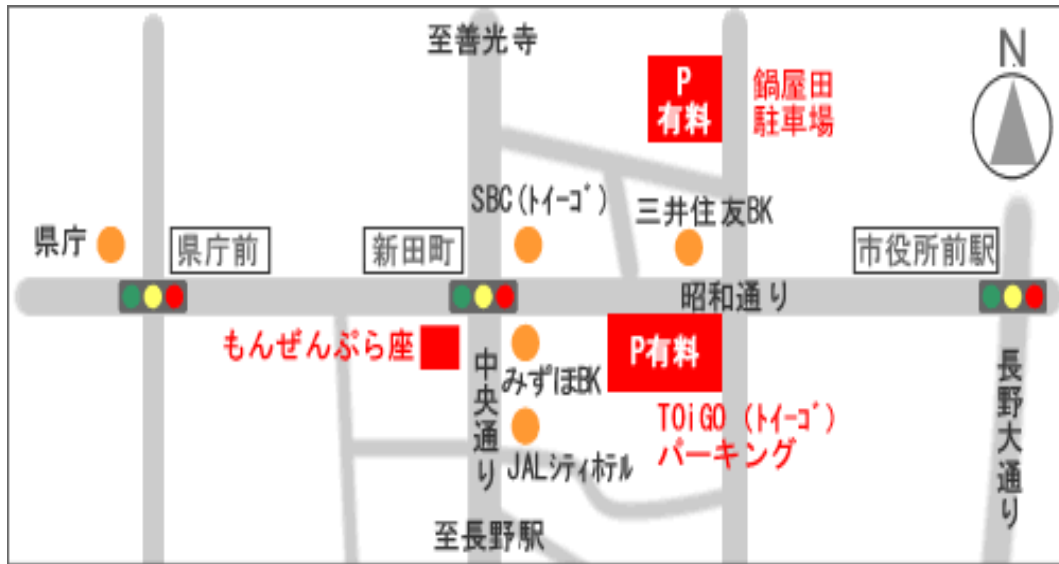 至善光寺
N
P
有料
鍋屋田
駐車場
SBC(ﾄｲｰｺﾞ)
三井住友BK
県庁
県庁前
新田町
市役所前駅
昭和通り
もんぜんぷら座
みずほBK
P有料
TOiGO (ﾄｲｰｺﾞ)
パーキング
中央通り
JALｼﾃｨﾎﾃﾙ
長野大通り
至長野駅